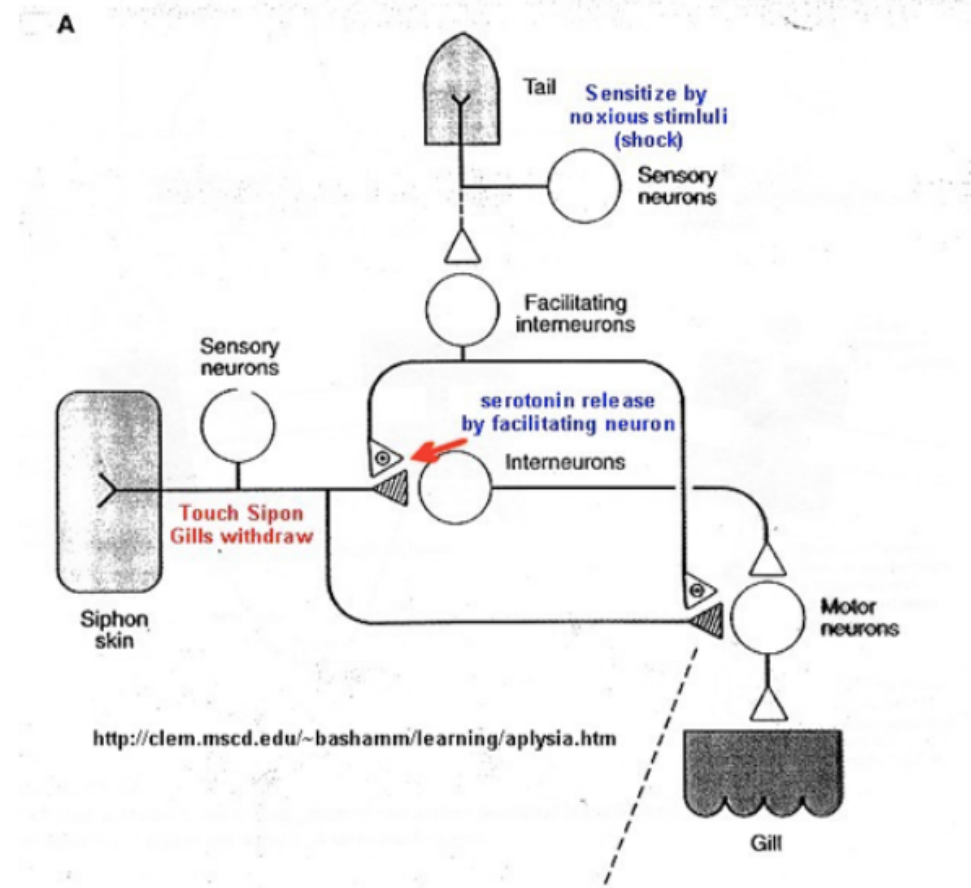 A
Tail
Sensitize by
noxious stimluli
(shock)
Sensory
neurons
Facilitating
interneurons
Sensory
neurons
serotonin release
by facilitating neuron
Interneurons
Touch Sipon
Gills withdraw
Siphon
skin
Motor
neurons
http://clem.mscd.edu/~bashamm/learning/aplysia.htm
Gill